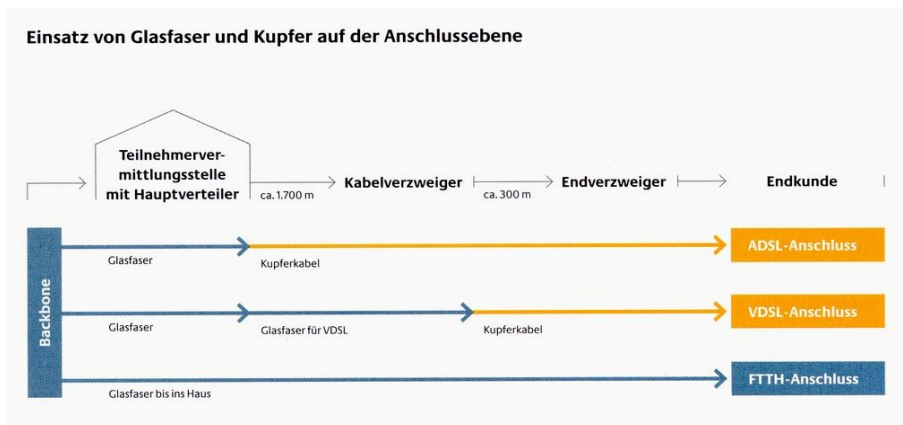 Einsatz von Glasfaser und Kupfer auf der Anschlussebene
Teilnehmerver-
mittlungsstelle
mit Hauptverteiler
ca. 1.700 m
Kabelverzweiger
ca. 300 m
Endverzweiger
Endkunde
Backbone
Glasfaser
Kupferkabel
ADSL-Anschluss
Glasfaser
Glasfaser für VDSL
Kupferkabel
VDSL-Anschluss
Glasfaser bis ins Haus
FTTH-Anschluss